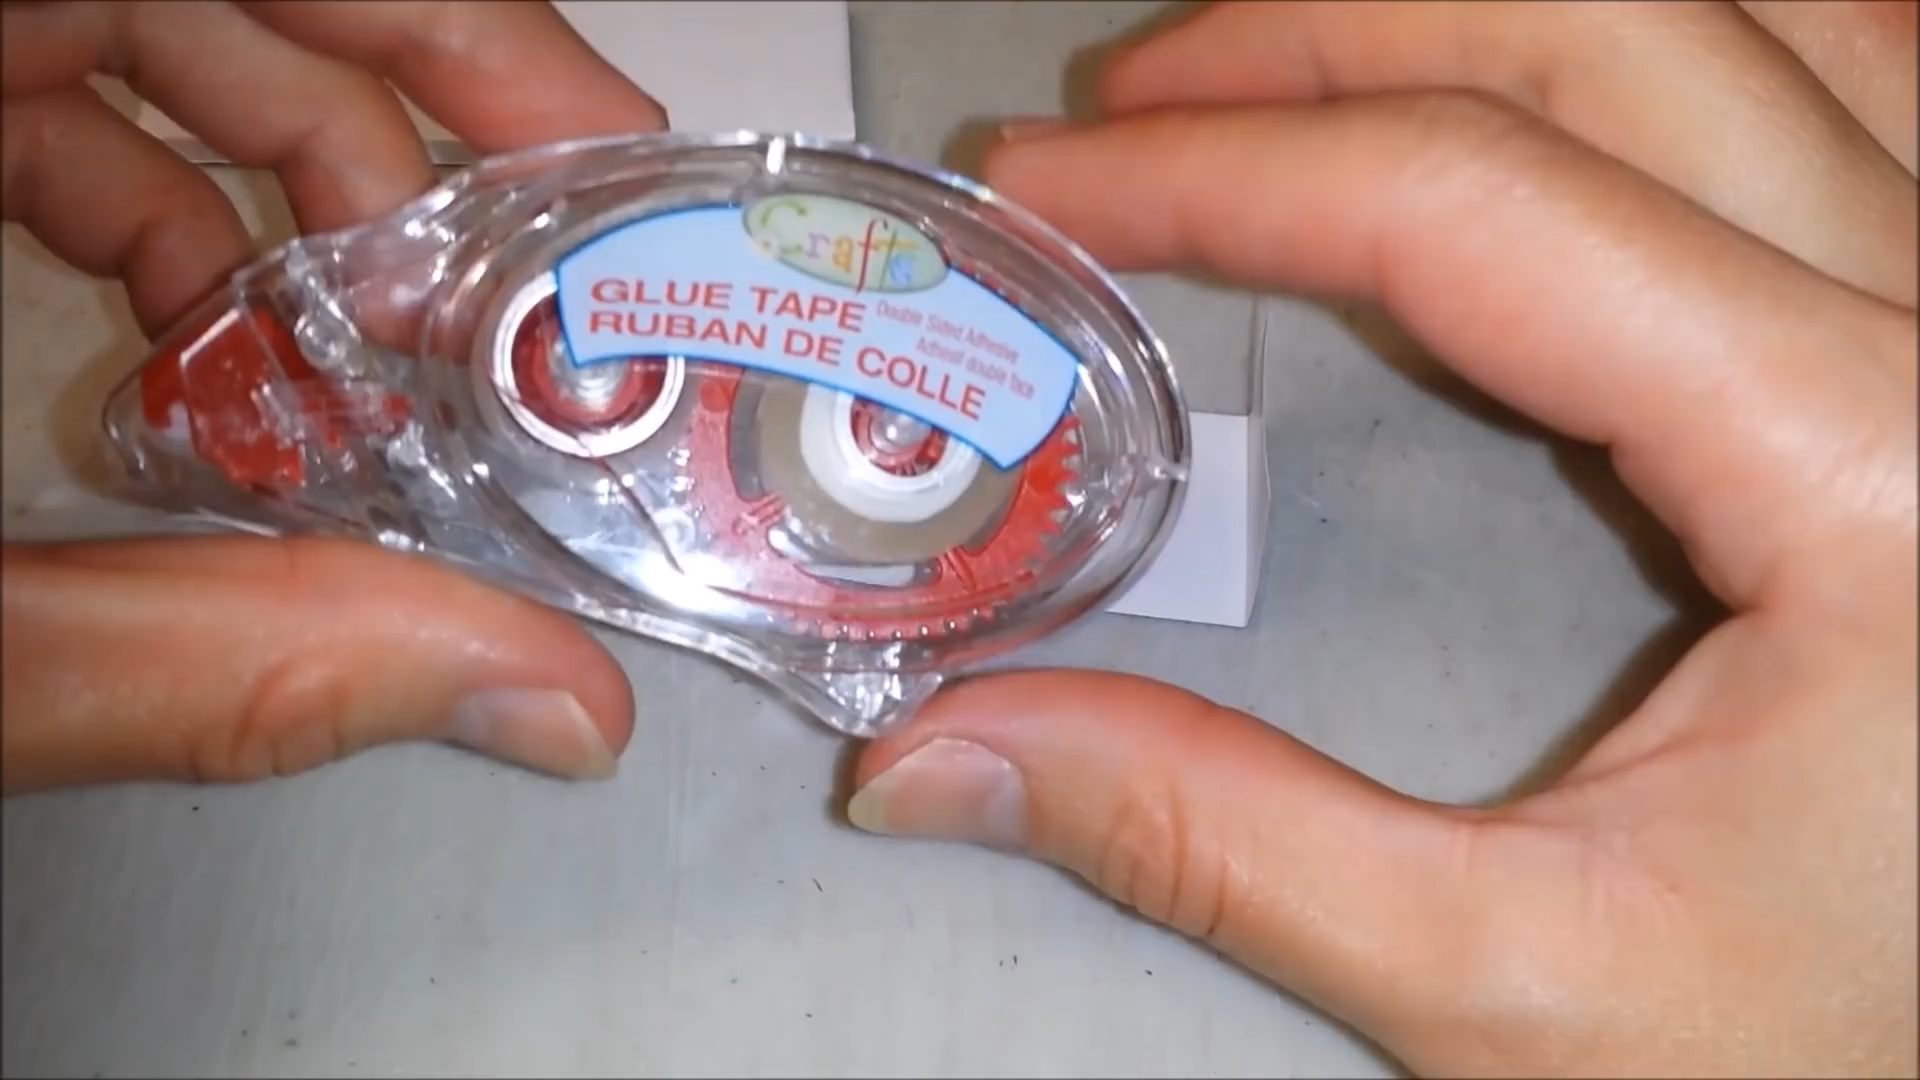 Crafts
GLUE TAPE
RUBAN DE COLLE
Double Sided Adhesive
Adhésif double face